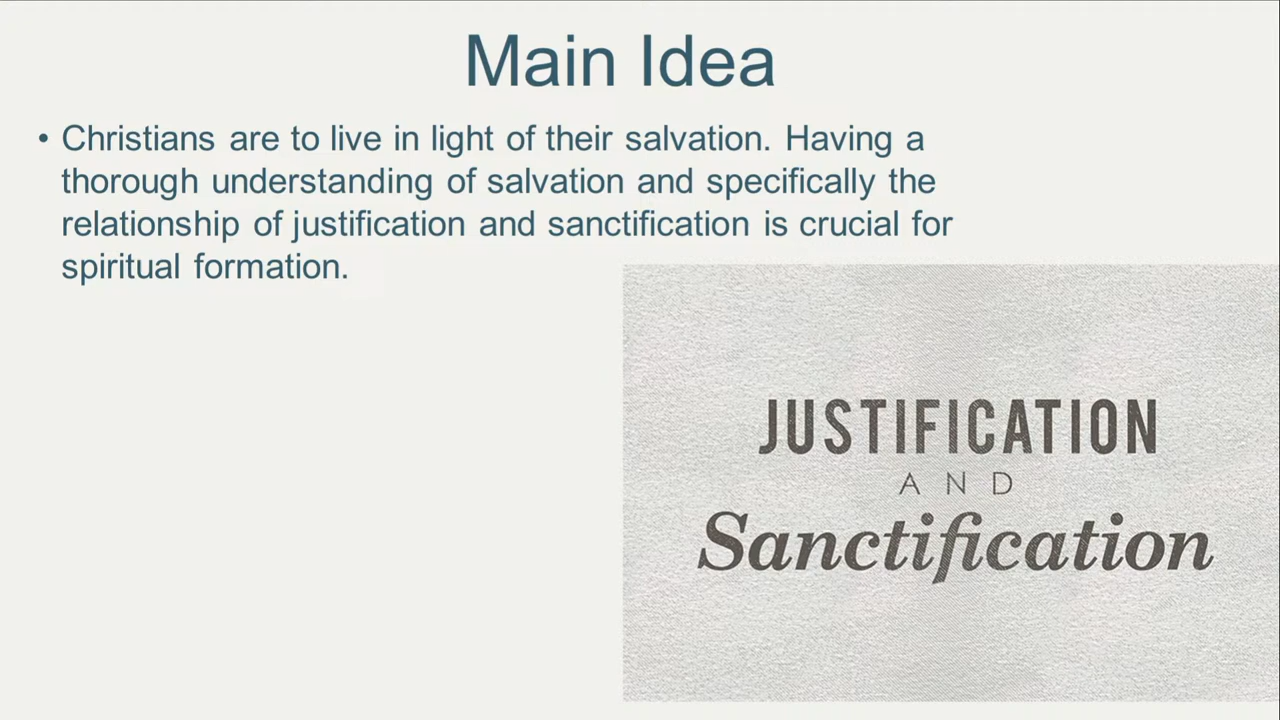 Main Idea
• Christians are to live in light of their salvation. Having a
thorough understanding of salvation and specifically the
relationship of justification and sanctification is crucial for
spiritual formation.
JUSTIFICATION
AND
Sanctification